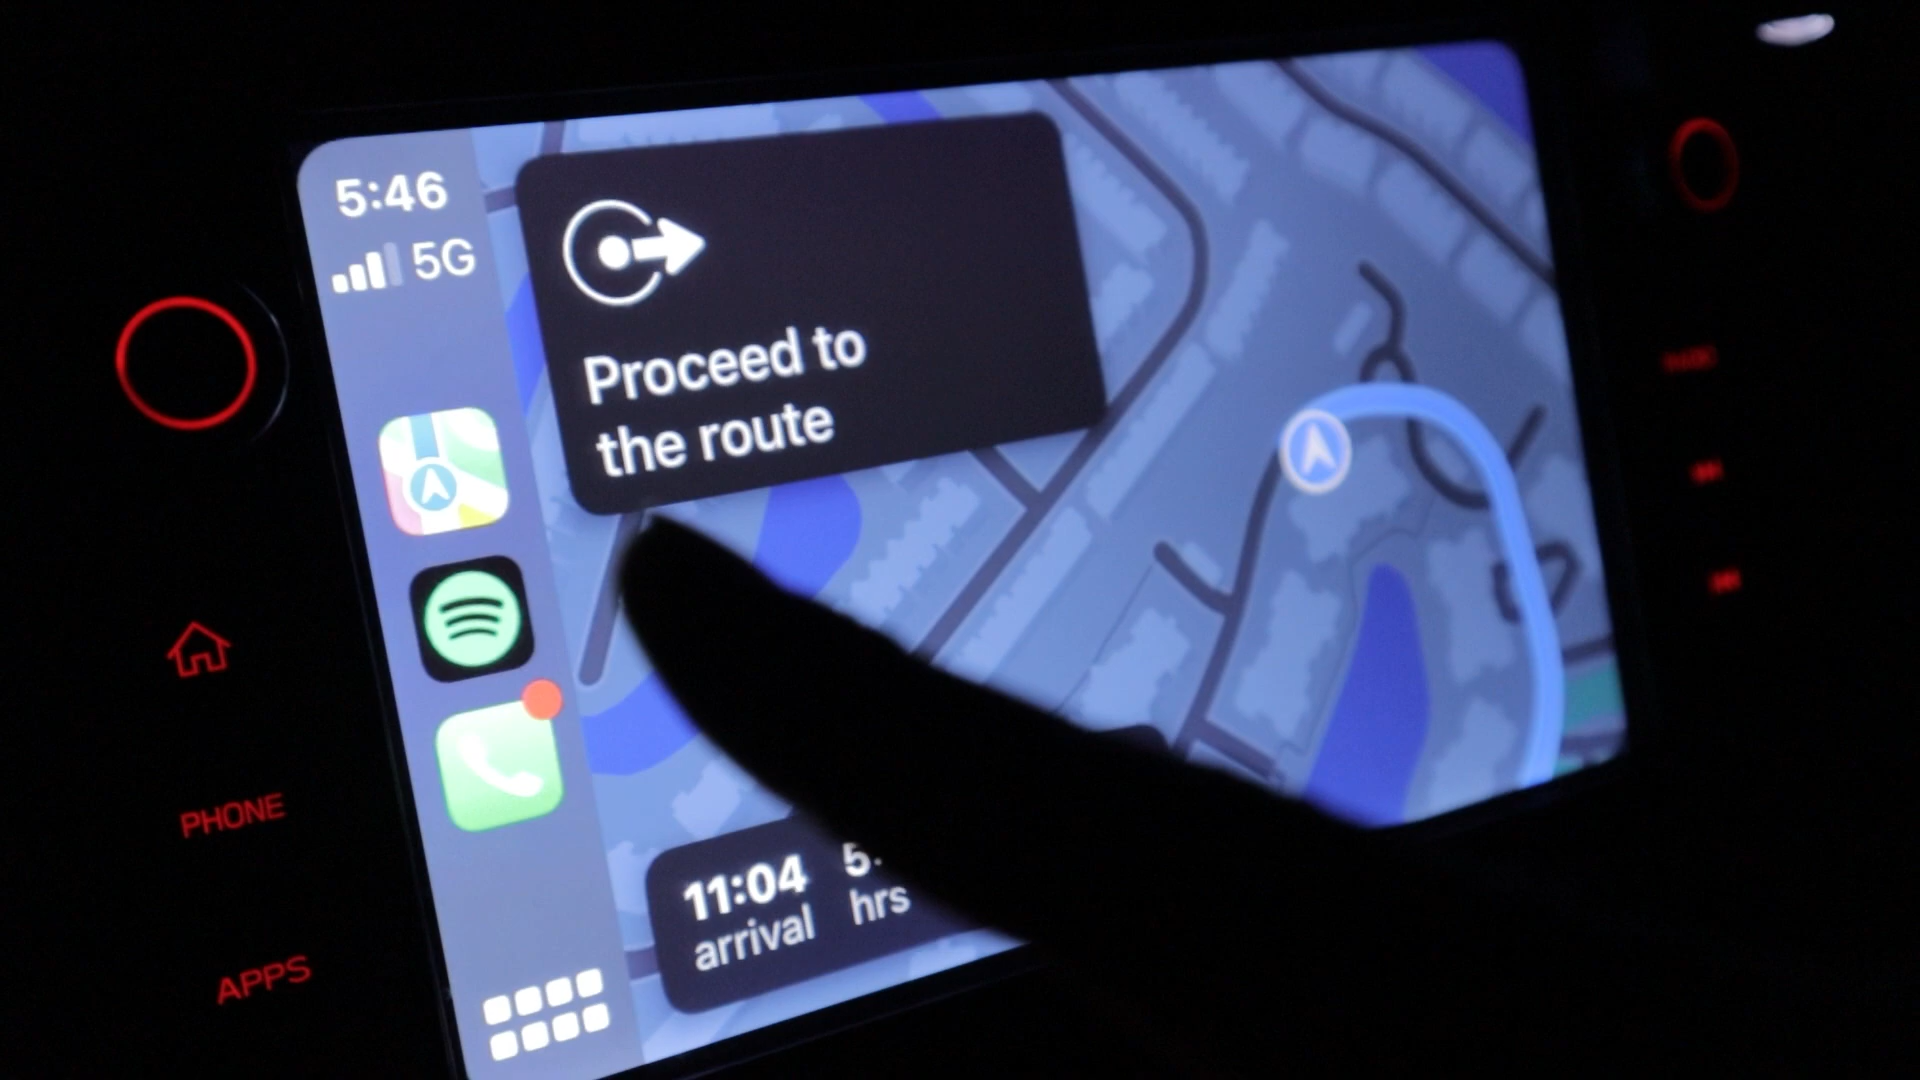 5:46
5G
Proceed to
the route
11:04
arrival
hrs
PHONE
APPS